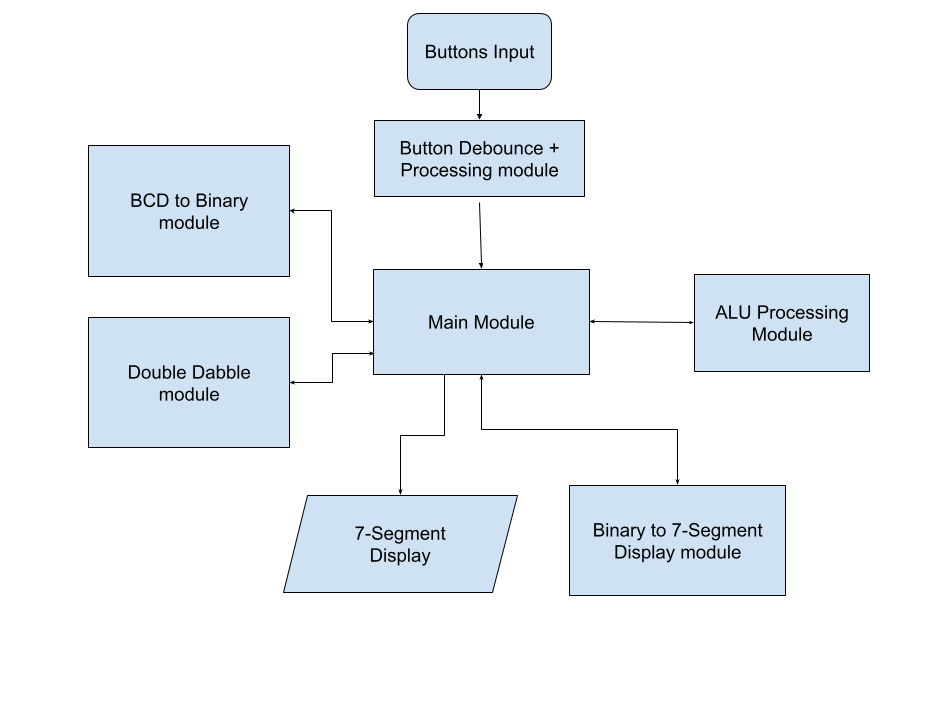 Buttons Input
Button Debounce +
Processing module
BCD to Binary
module
Main Module
ALU Processing
Module
Double Dabble
module
7-Segment
Display
Binary to 7-Segment
Display module